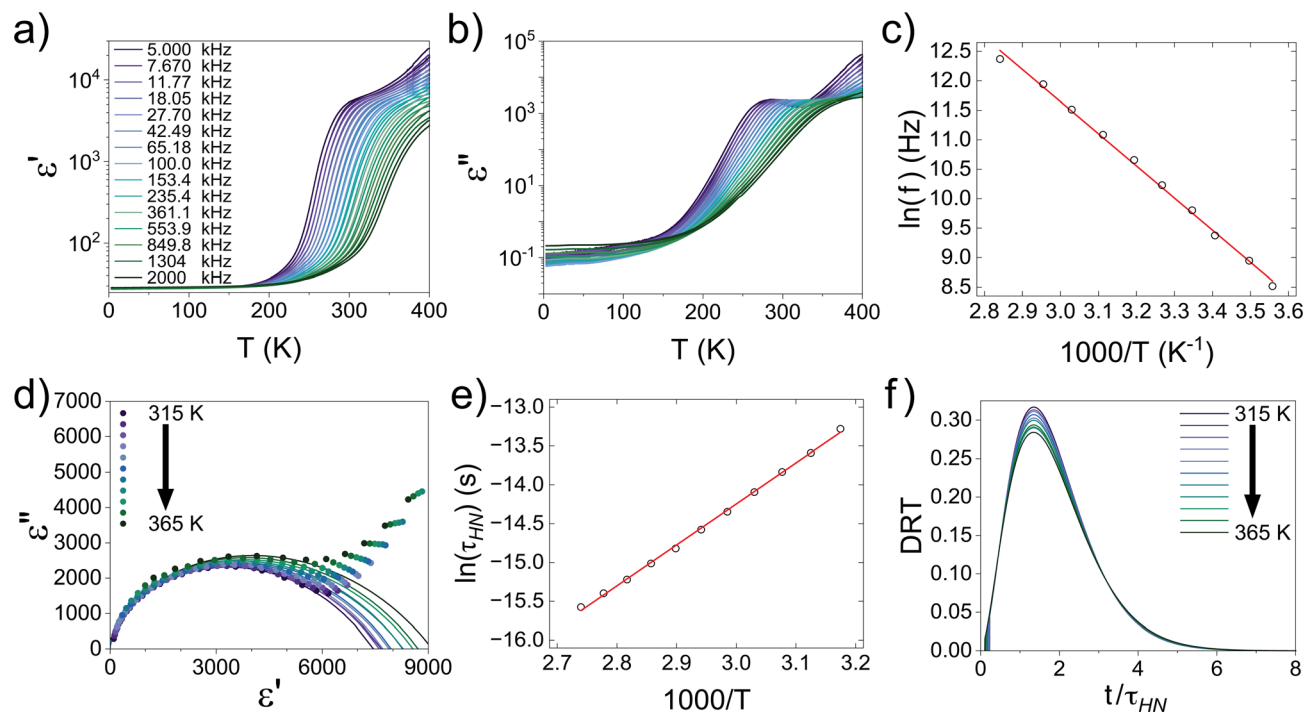 a)
ε'
10⁴
10³
10²
5.000 kHz
7.670 kHz
11.77 kHz
18.05 kHz
27.70 kHz
42.49 kHz
65.18 kHz
100.0 kHz
153.4 kHz
235.4 kHz
361.1 kHz
553.9 kHz
849.8 kHz
1304 kHz
2000 kHz
0 100 200 300 400
T (K)
b)
ε''
10⁵
10³
10¹
10⁻¹
0 100 200 300 400
T (K)
c)
ln(f) (Hz)
12.5
12.0
11.5
11.0
10.5
10.0
9.5
9.0
8.5
2.8 2.9 3.0 3.1 3.2 3.3 3.4 3.5 3.6
1000/T (K⁻¹)
d)
ε''
7000
6000
5000
4000
3000
2000
1000
0
315 K
365 K
0 3000 6000 9000
ε'
e)
ln(τHN) (s)
−13.0
−13.5
−14.0
−14.5
−15.0
−15.5
−16.0
2.7 2.8 2.9 3.0 3.1 3.2
1000/T
f)
DRT
0.30
0.25
0.20
0.15
0.10
0.05
0.00
315 K
365 K
0 2 4 6 8
t/τHN